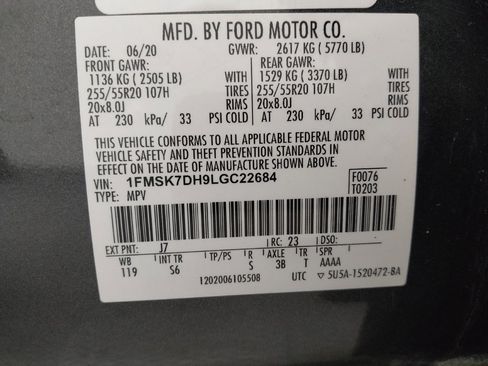 MFD. BY FORD MOTOR CO.
DATE: 06/20 GVWR: 2617 KG ( 5770 LB)
FRONT GAWR: REAR GAWR:
1136 KG ( 2505 LB) WITH 1529 KG ( 3370 LB) WITH
255/55R20 107H TIRES 255/55R20 107H TIRES
20x8.0J RIMS 20x8.0J RIMS
AT 230 kPa/ 33 PSI COLD AT 230 kPa/ 33 PSI COLD
THIS VEHICLE CONFORMS TO ALL APPLICABLE FEDERAL MOTOR
VEHICLE SAFETY AND THEFT PREVENTION STANDARDS IN
EFFECT ON THE DATE OF MANUFACTURE SHOWN ABOVE.
VIN: 1FMSK7DH9LGC22684 F0076
TYPE: MPV T0203
EXT PNT: J7 RC: 23 DSO:
WB INT TR TP/PS R AXLE TR
119 S6 S 3B T AAAA
1202006105508 UTC 5U5A-1520472-BA